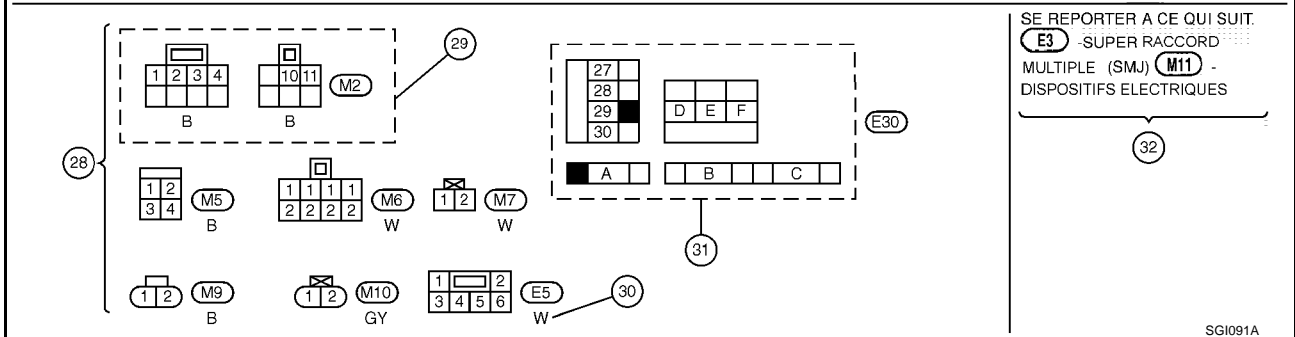 29
1 2 3 4
10 11
M2
B
B
27
28
29
30
D E F
E30
A
B
C
31
28
1 2
3 4
M5
B
1 1 1 1
2 2 2 2
M6
W
1 2
M7
W
1 2
M9
B
1 2
M10
GY
1 2
3 4 5 6
E5
W
30
SE REPORTER A CE QUI SUIT.
E3 -SUPER RACCORD
MULTIPLE (SMJ) M11 -
DISPOSITIFS ELECTRIQUES
32
SGI091A